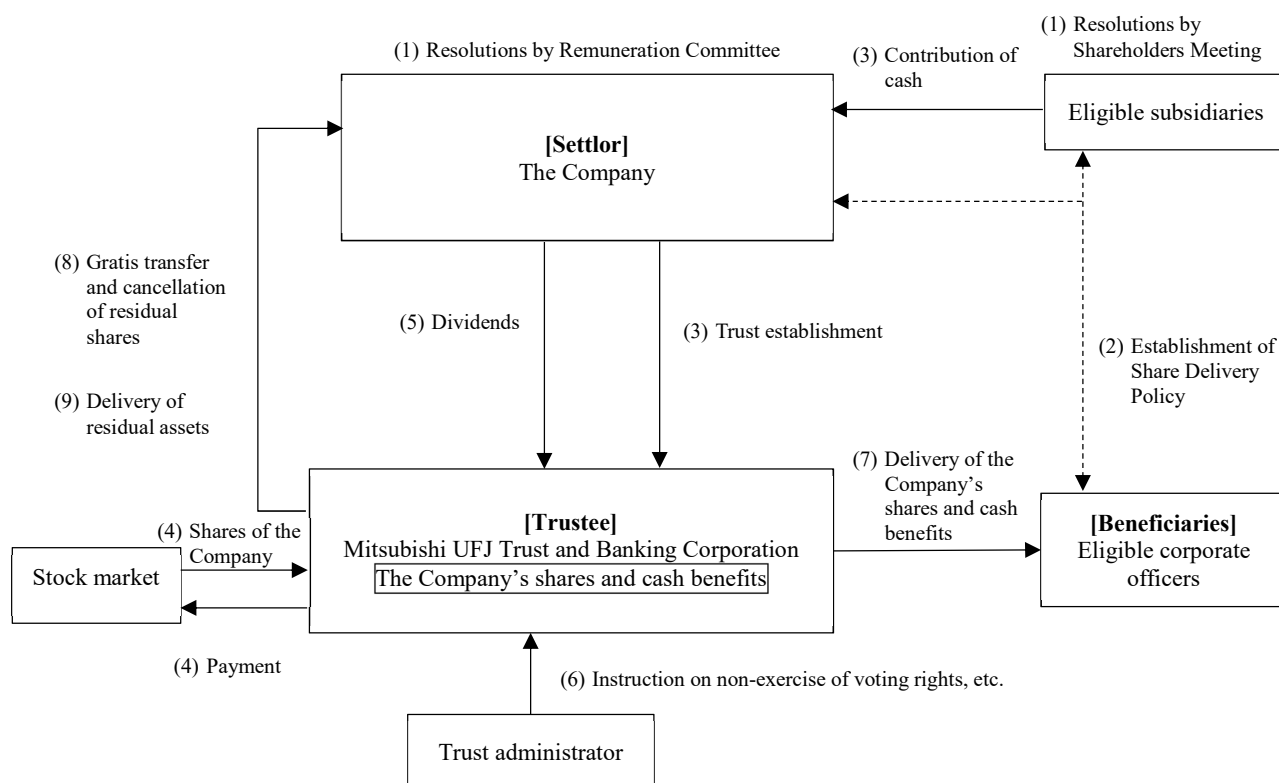 (1) Resolutions by Remuneration Committee
(1) Resolutions by
Shareholders Meeting
(3) Contribution of
cash
Eligible subsidiaries
[Settlor]
The Company
(8) Gratis transfer
and cancellation
of residual
shares
(5) Dividends
(3) Trust establishment
(2) Establishment of
Share Delivery
Policy
(9) Delivery of
residual assets
(7) Delivery of the
Company’s
shares and cash
benefits
(4) Shares of the
Company
[Trustee]
Mitsubishi UFJ Trust and Banking Corporation
The Company’s shares and cash benefits
[Beneficiaries]
Eligible corporate
officers
Stock market
(4) Payment
(6) Instruction on non-exercise of voting rights, etc.
Trust administrator